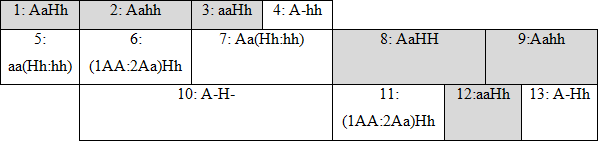 1: AaHh 2: Aahh 3: aaHh 4: A-hh
5: 6: 7: Aa(Hh:hh) 8: AaHH 9:Aahh
aa(Hh:hh) (1AA:2Aa)Hh
10: A-H- 11: 12:aaHh 13: A-Hh
(1AA:2Aa)Hh